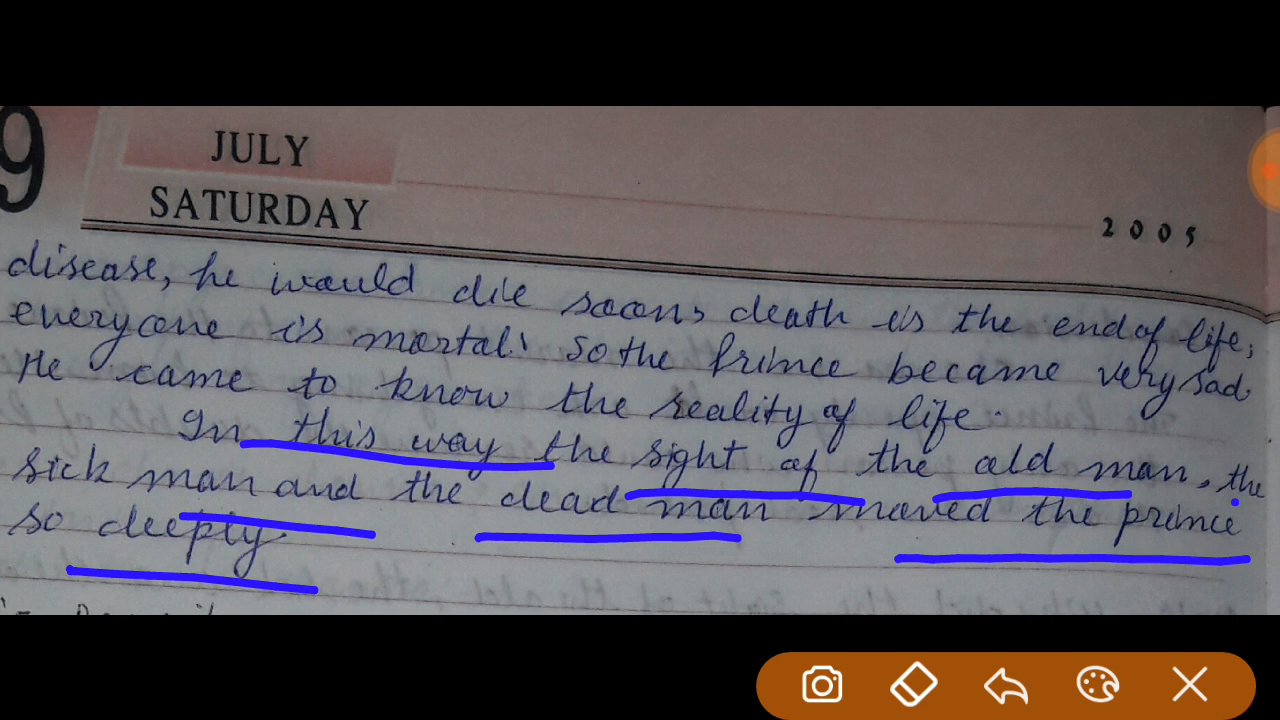 9
JULY
SATURDAY
2005
disease, he would die soon, death is the end of life,
everyone is mortal. So the prince became very sad.
He came to know the reality of life.
In this way the sight of the old man, the
sick man and the dead man moved the prince
so deeply.